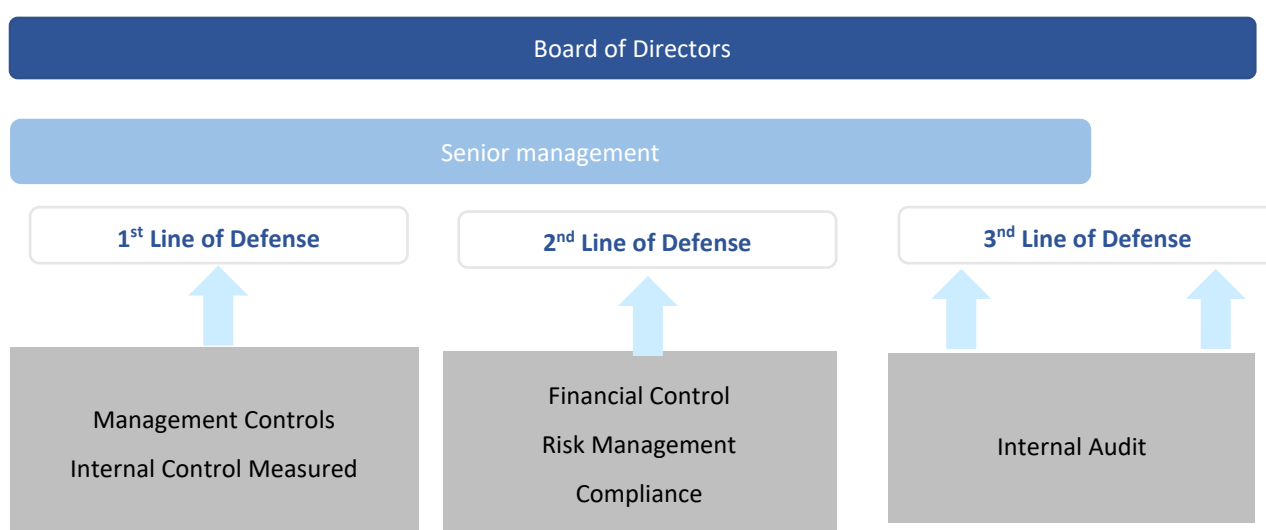 Board of Directors
Senior management
1st Line of Defense
2nd Line of Defense
3nd Line of Defense
Management Controls
Internal Control Measured
Financial Control
Risk Management
Compliance
Internal Audit